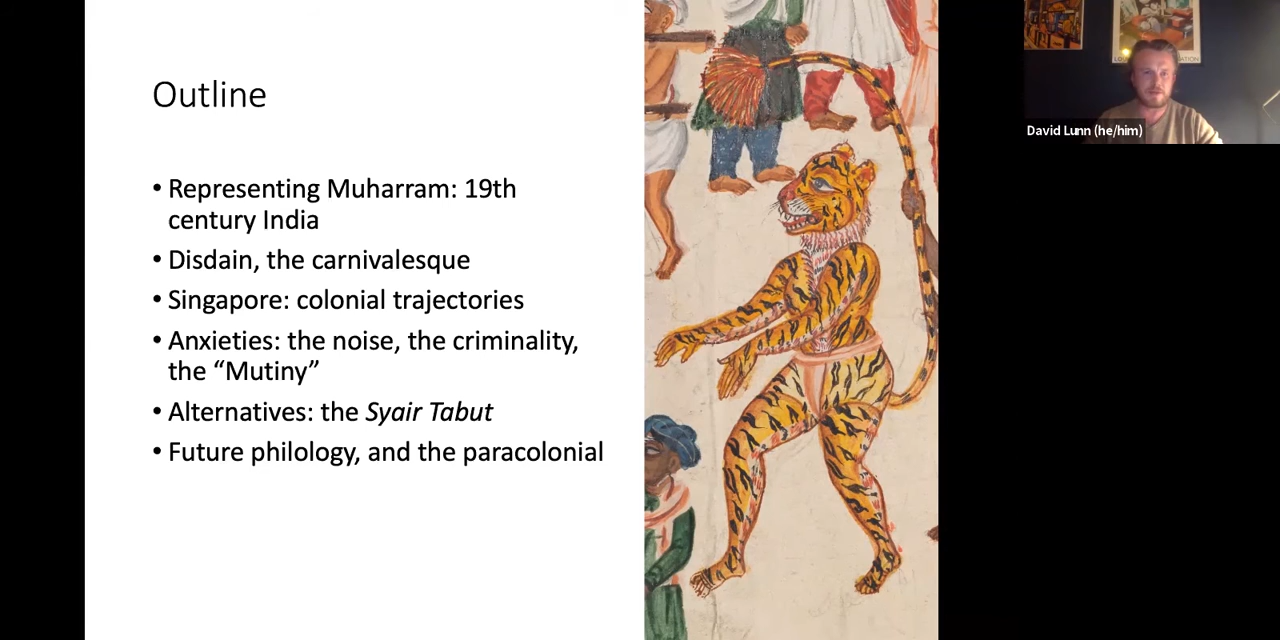 Outline
• Representing Muharram: 19th
century India
• Disdain, the carnivalesque
• Singapore: colonial trajectories
• Anxieties: the noise, the criminality,
the “Mutiny”
• Alternatives: the Syair Tabut
• Future philology, and the paracolonial
David Lunn (he/him)